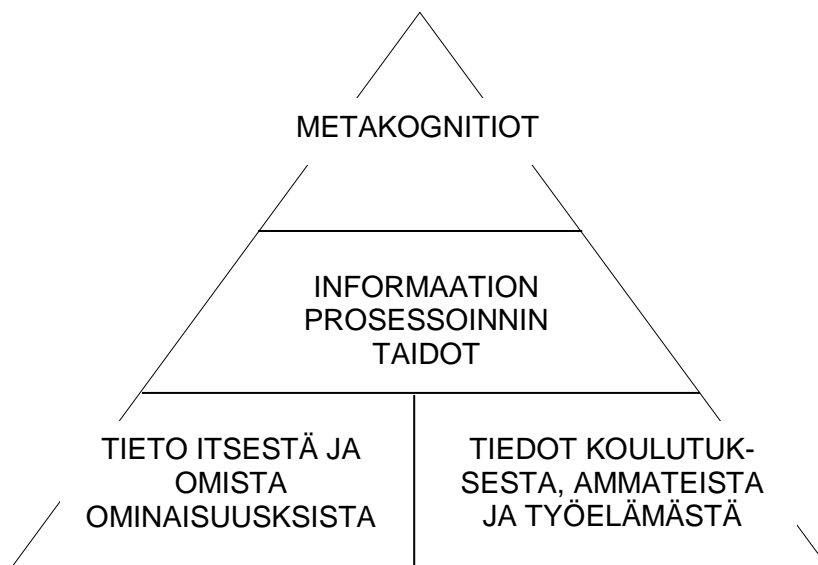 METAKOGNITIOT
INFORMAATION
PROSESSOINNIN
TAIDOT
TIETO ITSESTÄ JA
OMISTA
OMINAISUUSKSISTA
TIEDOT KOULUTUK-
SESTA, AMMATEISTA
JA TYÖELÄMÄSTÄ